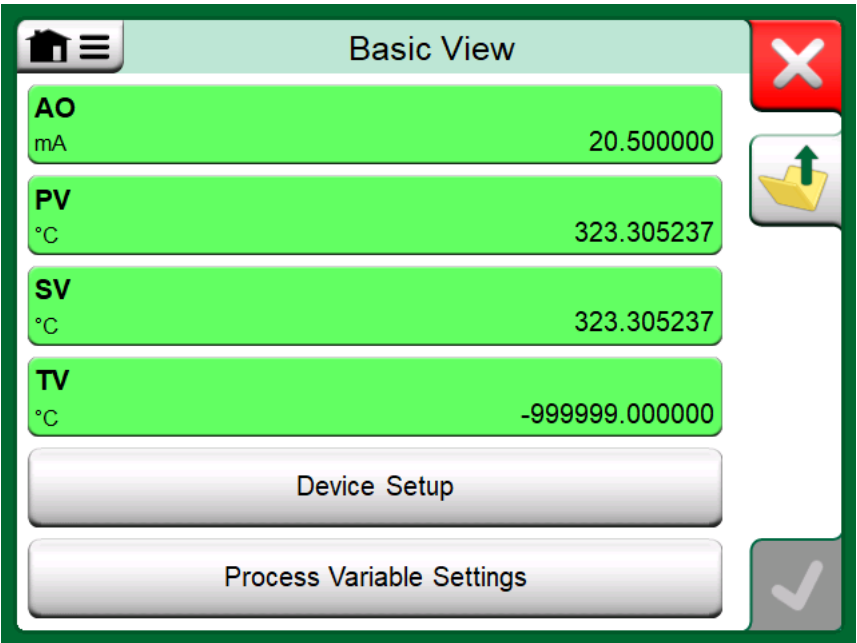 Basic View
AO
mA 20.500000
PV
°C 323.305237
SV
°C 323.305237
TV
°C -999999.000000
Device Setup
Process Variable Settings